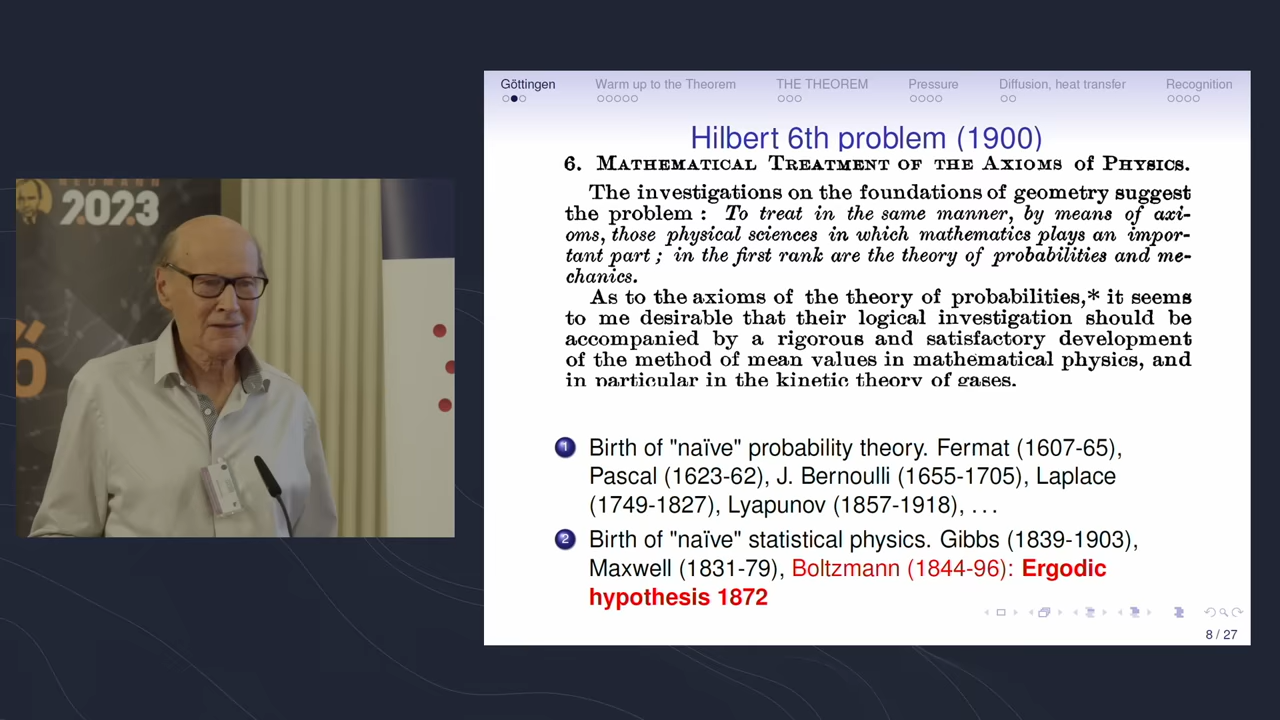 NEUMANN
2023
Göttingen Warm up to the Theorem THE THEOREM Pressure Diffusion, heat transfer Recognition
Hilbert 6th problem (1900)
6. MATHEMATICAL TREATMENT OF THE AXIOMS OF PHYSICS.
The investigations on the foundations of geometry suggest
the problem : To treat in the same manner, by means of axi-
oms, those physical sciences in which mathematics plays an impor-
tant part ; in the first rank are the theory of probabilities and me-
chanics.
As to the axioms of the theory of probabilities,* it seems
to me desirable that their logical investigation should be
accompanied by a rigorous and satisfactory development
of the method of mean values in mathematical physics, and
in particular in the kinetic theory of gases.
1 Birth of "naïve" probability theory. Fermat (1607-65),
Pascal (1623-62), J. Bernoulli (1655-1705), Laplace
(1749-1827), Lyapunov (1857-1918), ...
2 Birth of "naïve" statistical physics. Gibbs (1839-1903),
Maxwell (1831-79), Boltzmann (1844-96): Ergodic
hypothesis 1872
8 / 27